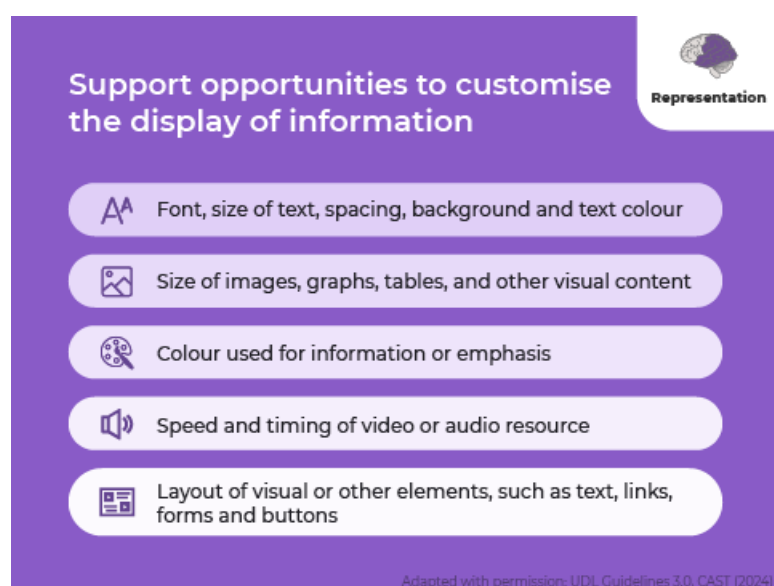 Support opportunities to customise
the display of information
Representation
Font, size of text, spacing, background and text colour
Size of images, graphs, tables, and other visual content
Colour used for information or emphasis
Speed and timing of video or audio resource
Layout of visual or other elements, such as text, links,
forms and buttons
Adapted with permission: UDL Guidelines 3.0, CAST (2024)